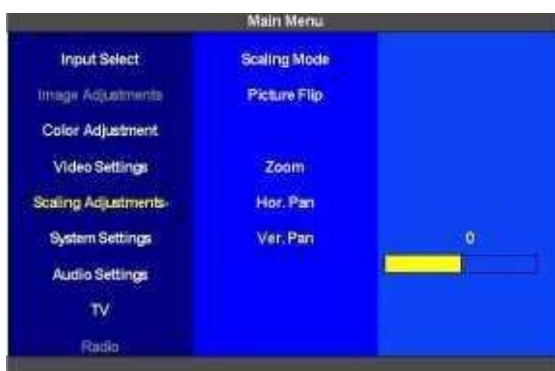 Main Menu
Input Select
Image Adjustments
Color Adjustment
Video Settings
Scaling Adjustments
System Settings
Audio Settings
TV
Radio
Scaling Mode
Picture Flip
Zoom
Hor. Pan
Ver. Pan
0